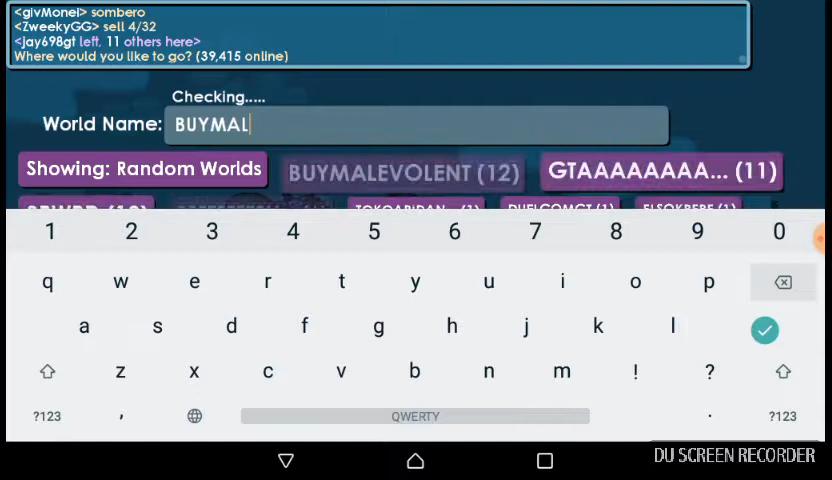 <givMonei> sombero
<ZweekyGG> sell 4/32
<jay698gt left, 11 others here>
Where would you like to go? (39,415 online)
Checking.....
World Name: BUYMAL
Showing: Random Worlds BUYMALEVOLENT (12) GTAAAAAAAA... (11)
1 2 3 4 5 6 7 8 9 0
q w e r t y u i o p
a s d f g h j k l
z x c v b n m ! ?
?123 , QWERTY . ?123
DU SCREEN RECORDER